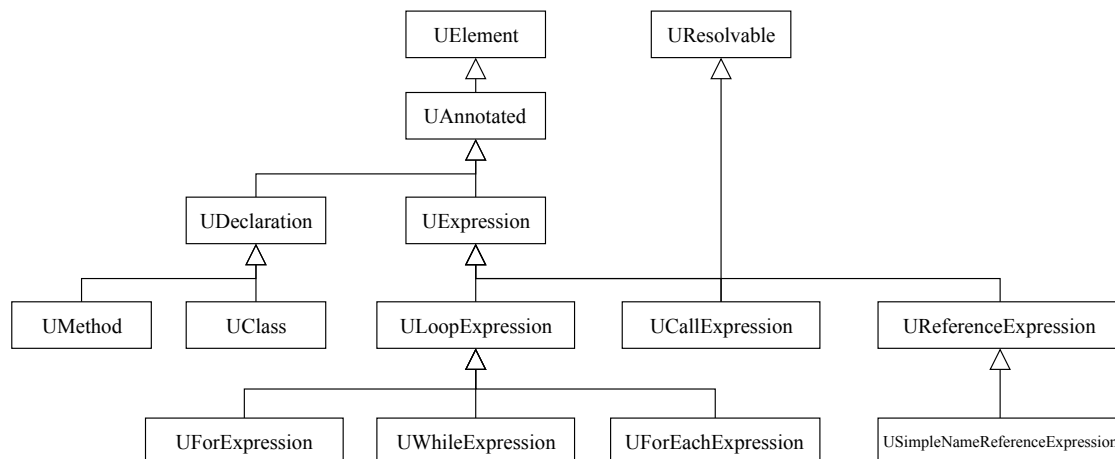 UElement
UResolvable
UAnnotated
UDeclaration
UExpression
UMethod
UClass
ULoopExpression
UCallExpression
UReferenceExpression
UForExpression
UWhileExpression
UForEachExpression
USimpleNameReferenceExpression